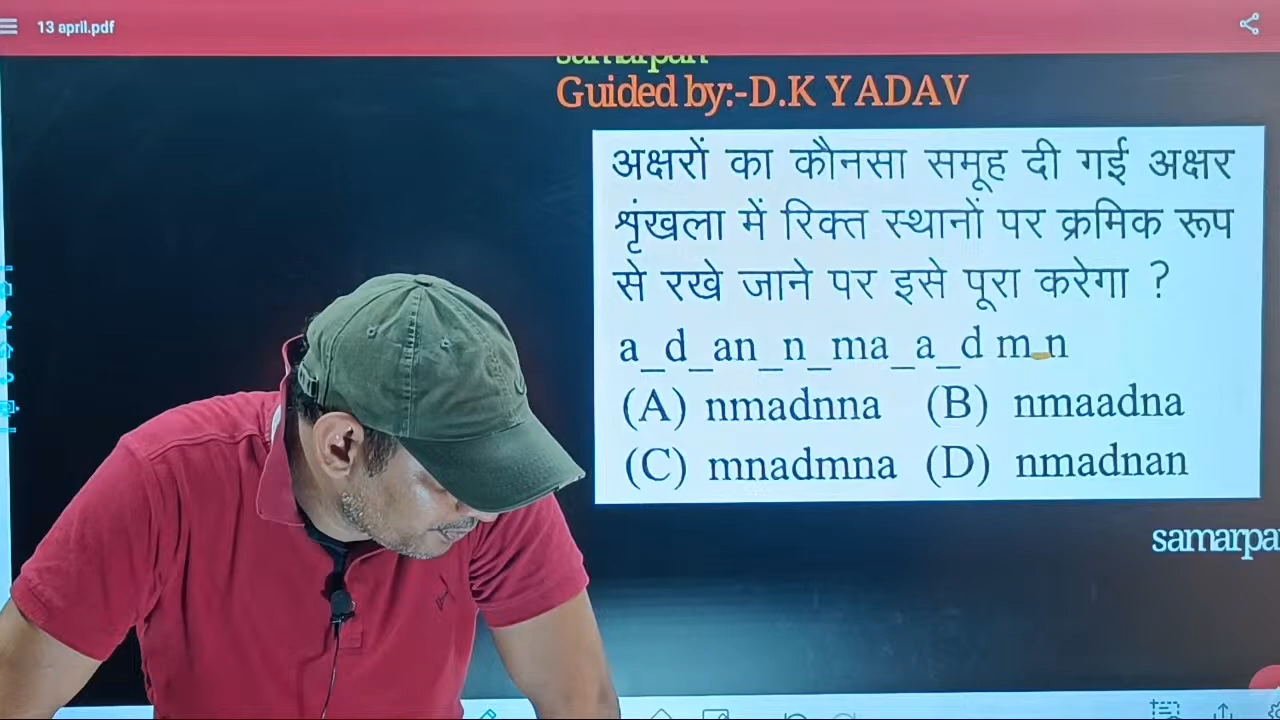 13 april.pdf
samarpan
Guided by:-D.K YADAV
अक्षरों का कौनसा समूह दी गई अक्षर
शृंखला में रिक्त स्थानों पर क्रमिक रूप
से रखे जाने पर इसे पूरा करेगा ?
a_d_an_n_ma_a_d m_n
(A) nmadnna (B) nmaadna
(C) mnadmna (D) nmadnan
samarpa